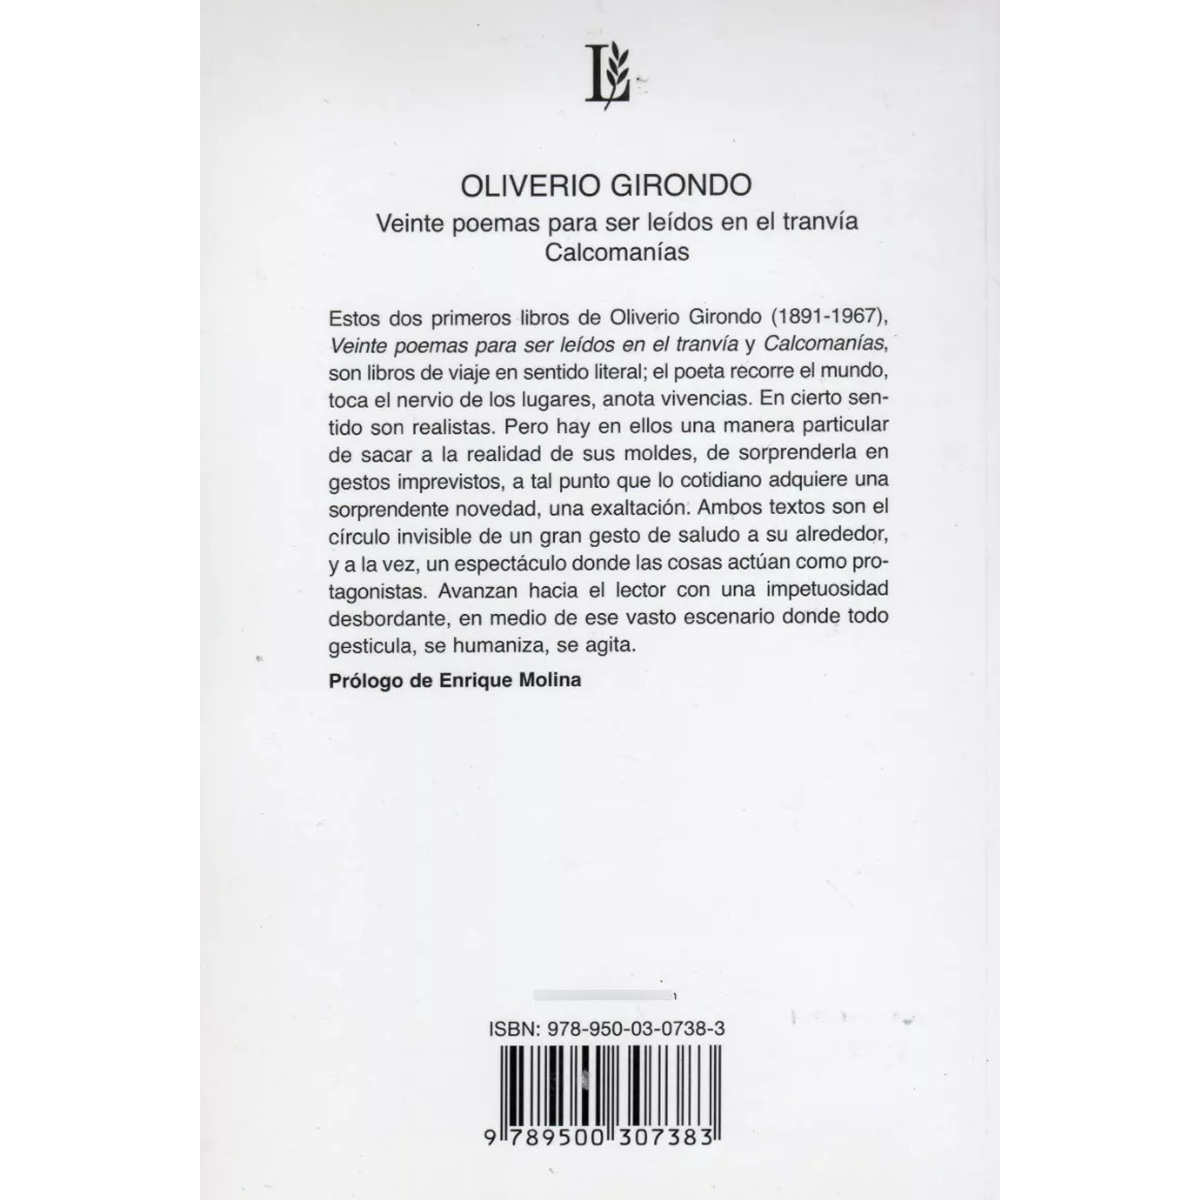 L
OLIVERIO GIRONDO
Veinte poemas para ser leídos en el tranvía
Calcomanías
Estos dos primeros libros de Oliverio Girondo (1891-1967),
Veinte poemas para ser leídos en el tranvía y Calcomanías,
son libros de viaje en sentido literal; el poeta recorre el mundo,
toca el nervio de los lugares, anota vivencias. En cierto sen-
tido son realistas. Pero hay en ellos una manera particular
de sacar a la realidad de sus moldes, de sorprenderla en
gestos imprevistos, a tal punto que lo cotidiano adquiere una
sorprendente novedad, una exaltación. Ambos textos son el
círculo invisible de un gran gesto de saludo a su alrededor,
y a la vez, un espectáculo donde las cosas actúan como pro-
tagonistas. Avanzan hacia el lector con una impetuosidad
desbordante, en medio de ese vasto escenario donde todo
gesticula, se humaniza, se agita.
Prólogo de Enrique Molina
ISBN: 978-950-03-0738-3
9 789500 307383